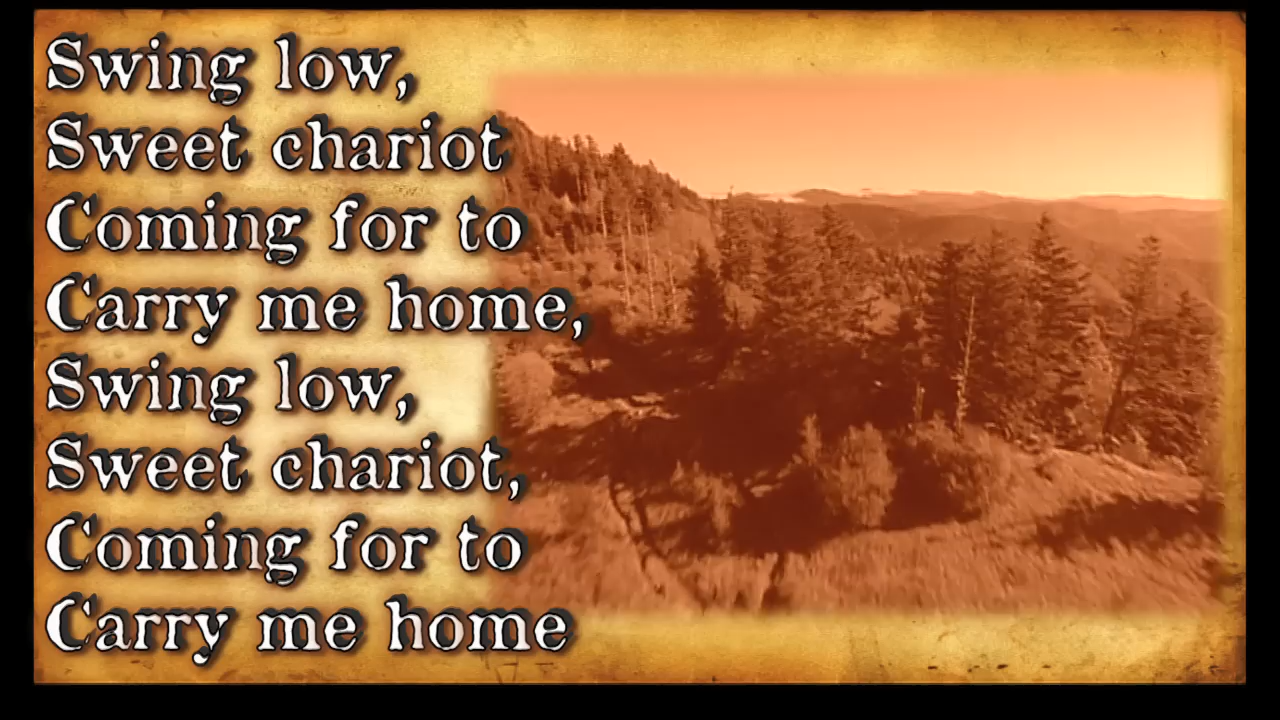 Swing low,
Sweet chariot
Coming for to
Carry me home,
Swing low,
Sweet chariot,
Coming for to
Carry me home